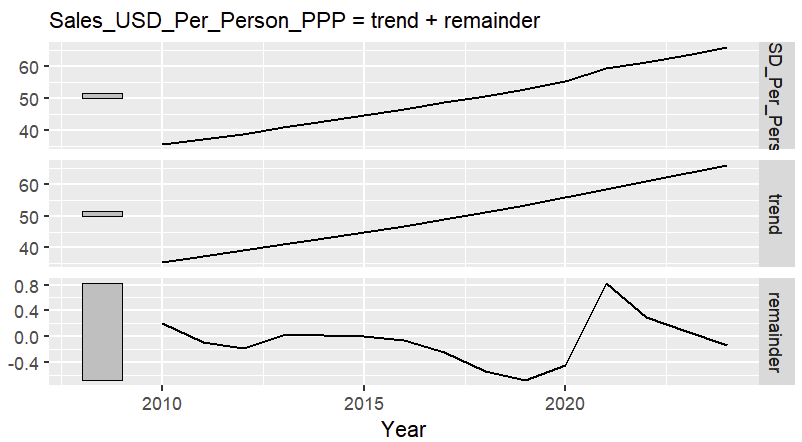 Sales_USD_Per_Person_PPP = trend + remainder
60
50
40
SD_Per_Pers
60
50
40
trend
0.8
0.4
0.0
-0.4
remainder
2010
2015
2020
Year